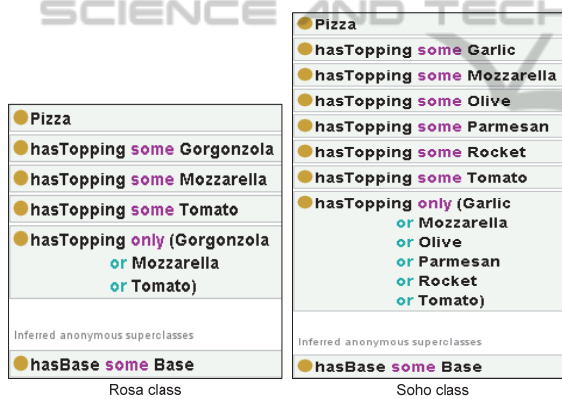 SCIENCE AND TECH
Pizza
hasTopping some Gorgonzola
hasTopping some Mozzarella
hasTopping some Tomato
hasTopping only (Gorgonzola
or Mozzarella
or Tomato)
Inferred anonymous superclasses
hasBase some Base
Rosa class
Pizza
hasTopping some Garlic
hasTopping some Mozzarella
hasTopping some Olive
hasTopping some Parmesan
hasTopping some Rocket
hasTopping some Tomato
hasTopping only (Garlic
or Mozzarella
or Olive
or Parmesan
or Rocket
or Tomato)
Inferred anonymous superclasses
hasBase some Base
Soho class